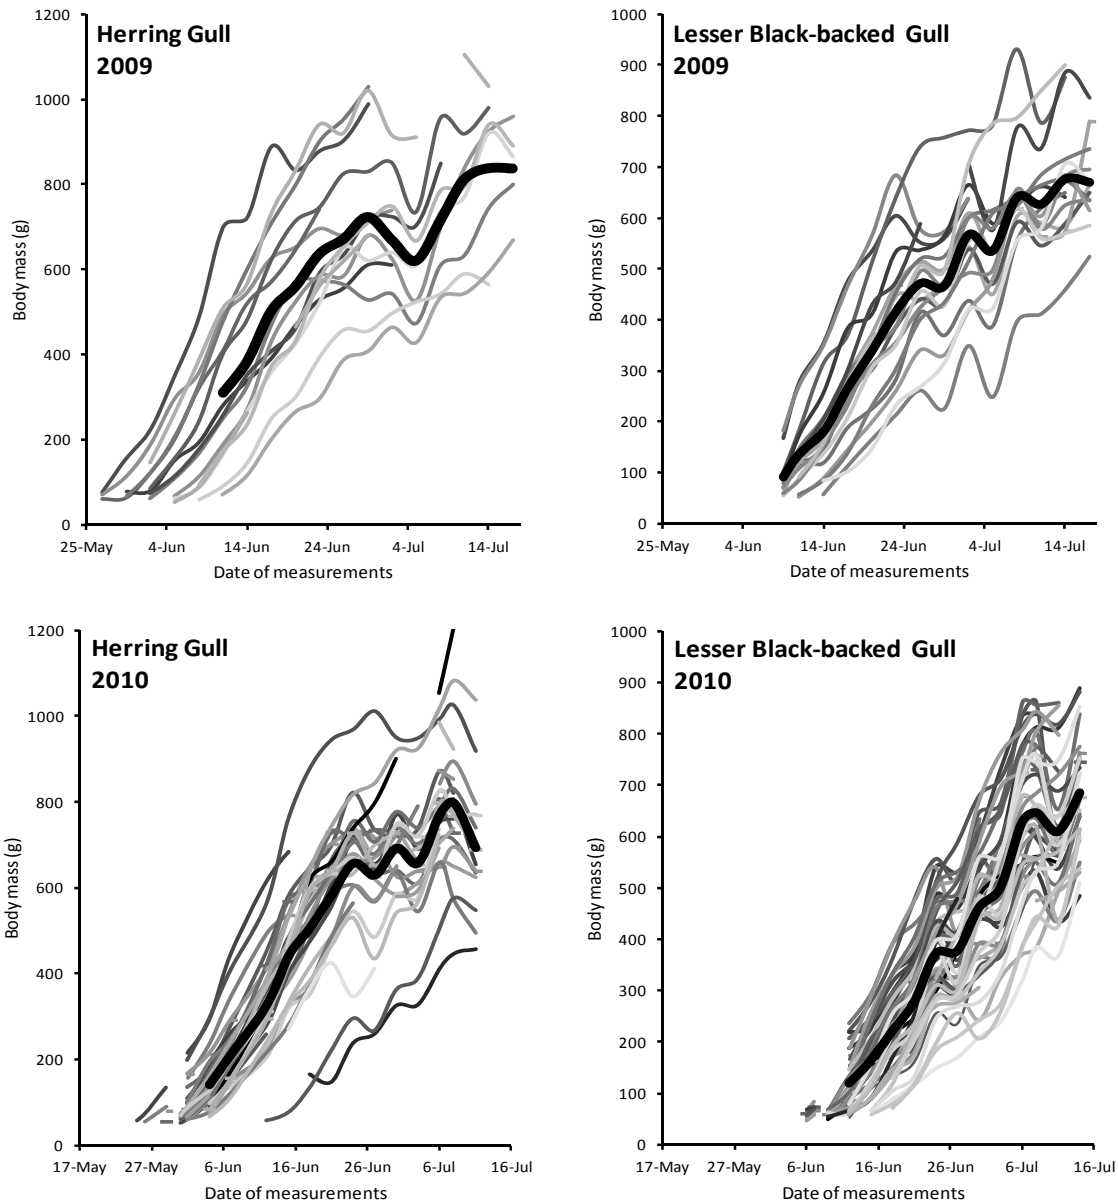 Herring Gull
2009
1200
1000
800
600
400
200
0
Body mass (g)
25-May 4-Jun 14-Jun 24-Jun 4-Jul 14-Jul
Date of measurements
Lesser Black-backed Gull
2009
1000
900
800
700
600
500
400
300
200
100
0
Body mass (g)
25-May 4-Jun 14-Jun 24-Jun 4-Jul 14-Jul
Date of measurements
Herring Gull
2010
1200
1000
800
600
400
200
0
Body mass (g)
17-May 27-May 6-Jun 16-Jun 26-Jun 6-Jul 16-Jul
Date of measurements
Lesser Black-backed Gull
2010
1000
900
800
700
600
500
400
300
200
100
0
Body mass (g)
17-May 27-May 6-Jun 16-Jun 26-Jun 6-Jul 16-Jul
Date of measurements